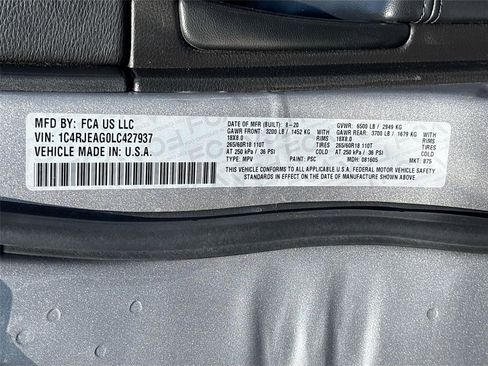 MFD BY: FCA US LLC
VIN: 1C4RJEAG0LC427937
VEHICLE MADE IN U.S.A.
DATE OF MFR (BUILT): 8-20 GVWR: 6500 LB / 2949 KG
GAWR FRONT: 3200 LB / 1452 KG GAWR REAR: 3700 LB / 1679 KG
18X8.0 RIMS 18X8.0 RIMS
265/60R18 110T TIRES 265/60R18 110T TIRES
AT 250 kPa / 36 PSI COLD AT 250 kPa / 36 PSI COLD
TYPE: MPV PAINT: PSC MDH: 081605 MKT: B75
THIS VEHICLE CONFORMS TO ALL APPLICABLE U.S.A. FEDERAL MOTOR VEHICLE SAFETY
STANDARDS IN EFFECT ON THE DATE OF MANUFACTURE SHOWN ABOVE.